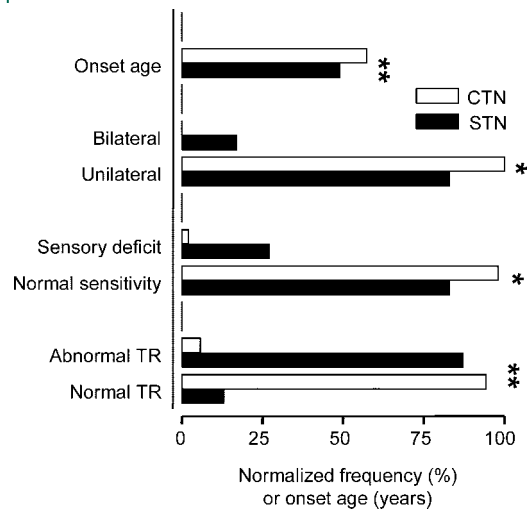 Onset age
**
CTN
STN
Bilateral
Unilateral
*
Sensory deficit
Normal sensitivity
*
Abnormal TR
**
Normal TR
0 25 50 75 100
Normalized frequency (%)
or onset age (years)